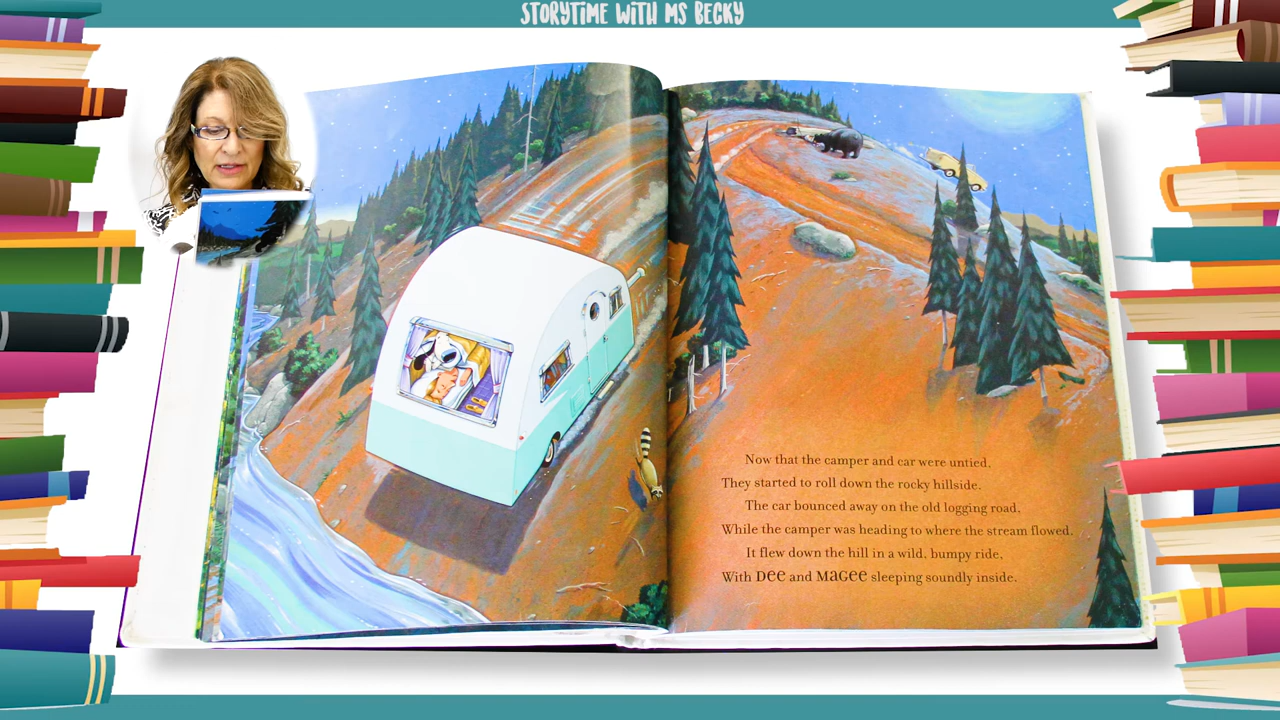 STORYTIME WITH MS BECKY
Now that the camper and car were untied,
They started to roll down the rocky hillside.
The car bounced away on the old logging road,
While the camper was heading to where the stream flowed.
It flew down the hill in a wild, bumpy ride,
With DEE and MAGEE sleeping soundly inside.